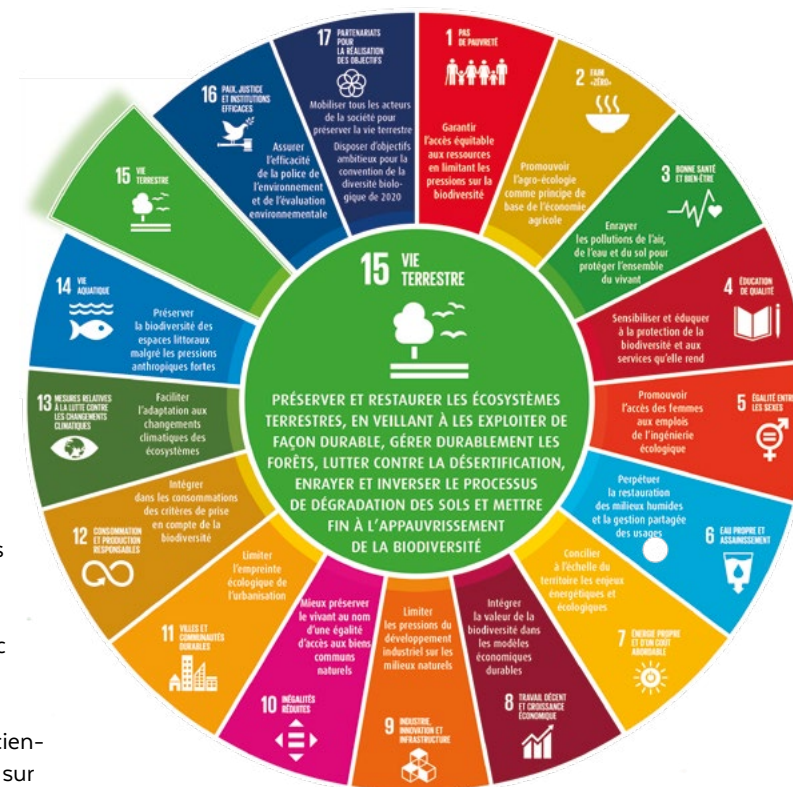 17 PARTENARIATS
POUR
LA RÉALISATION
DES OBJECTIFS
Mobiliser tous les acteurs
de la société pour
préserver la vie terrestre
Disposer d'objectifs
ambitieux pour la
convention de la
diversité biolo-
gique de 2020
1 PAS
DE PAUVRETÉ
Garantir
l'accès équitable
aux ressources
en limitant les
pressions sur la
biodiversité
2 FAIM
«ZÉRO»
Promouvoir
l'agro-écologie
comme principe de
base de l'économie
agricole
3 BONNE SANTÉ
ET BIEN-ÊTRE
Enrayer
les pollutions de l'air,
de l'eau et du sol pour
protéger l'ensemble
du vivant
4 ÉDUCATION
DE QUALITÉ
Sensibiliser et éduquer
à la protection de la
biodiversité et aux
services qu'elle rend
5 ÉGALITÉ ENTRE
LES SEXES
Promouvoir
l'accès des femmes
aux emplois
de l'ingénierie
écologique
6 EAU PROPRE ET
ASSAINISSEMENT
Perpétuer
la restauration
des milieux humides
et la gestion partagée
des usages
7 ÉNERGIE PROPRE
ET D'UN COÛT
ABORDABLE
Concilier
à l'échelle du
territoire les enjeux
énergétiques et
écologiques
8 TRAVAIL DÉCENT
ET CROISSANCE
ÉCONOMIQUE
Intégrer
la valeur de la
biodiversité dans
les modèles
économiques
durables
9 INDUSTRIE,
INNOVATION ET
INFRASTRUCTURE
Limiter
les pressions du
développement
industriel sur les
milieux naturels
10 INÉGALITÉS
RÉDUITES
Mieux préserver
le vivant au nom
d'une égalité
d'accès aux biens
communs
naturels
11 VILLES ET
COMMUNAUTÉS
DURABLES
Limiter
l'empreinte
écologique de
l'urbanisation
12 CONSOMMATION
ET PRODUCTION
RESPONSABLES
Intégrer
dans les consommations
des critères de prise
en compte de la
biodiversité
13 MESURES RELATIVES
À LA LUTTE CONTRE
LES CHANGEMENTS
CLIMATIQUES
Faciliter
l'adaptation aux
changements
climatiques des
écosystèmes
14 VIE
AQUATIQUE
Préserver
la biodiversité des
espaces littoraux
malgré les pressions
anthropiques fortes
15 VIE
TERRESTRE
16 PAIX, JUSTICE
ET INSTITUTIONS
EFFICACES
Assurer
l'efficacité
de la police de
l'environnement
et de l'évaluation
environnementale
15 VIE
TERRESTRE
PRÉSERVER ET RESTAURER LES ÉCOSYSTÈMES
TERRESTRES, EN VEILLANT À LES EXPLOITER DE
FAÇON DURABLE, GÉRER DURABLEMENT LES
FORÊTS, LUTTER CONTRE LA DÉSERTIFICATION,
ENRAYER ET INVERSER LE PROCESSUS
DE DÉGRADATION DES SOLS ET METTRE
FIN À L'APPAUVRISSEMENT
DE LA BIODIVERSITÉ
sur